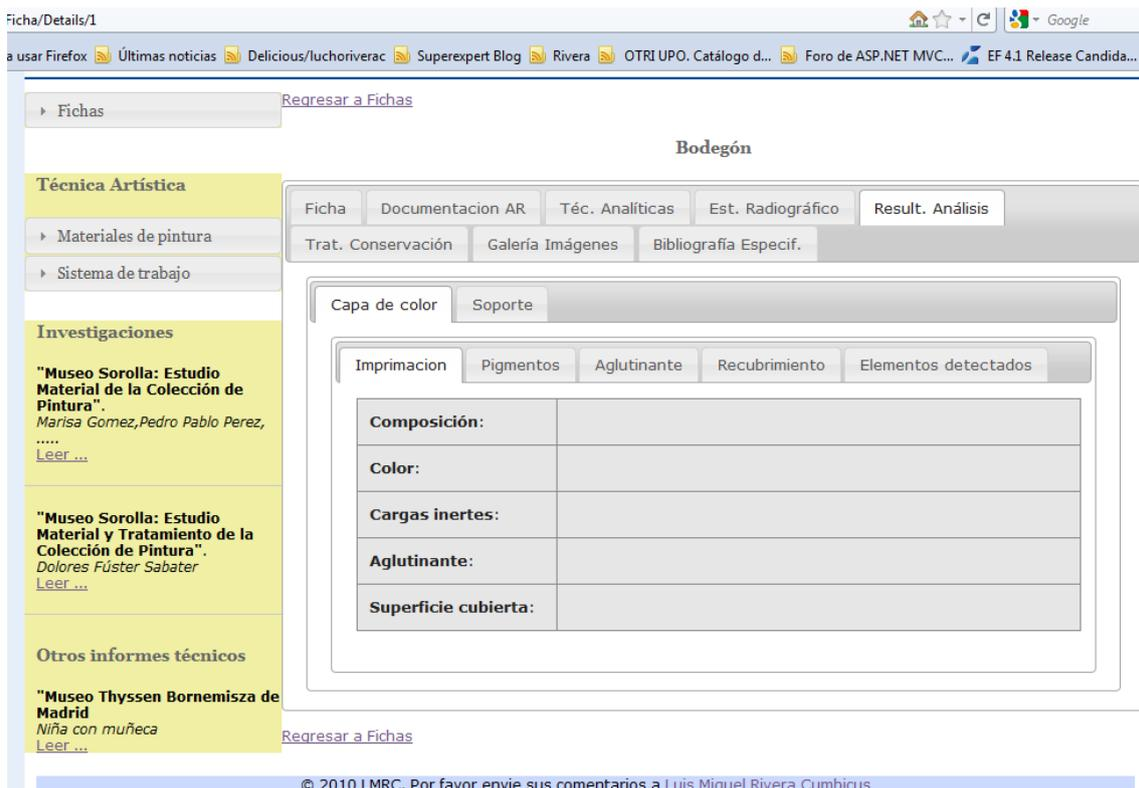 Ficha/Details/1
Google
a usar Firefox Últimas noticias Delicious/luchoriverac Superexpert Blog Rivera OTRI UPO. Catálogo d... Foro de ASP.NET MVC... EF 4.1 Release Candida...
Fichas
Regresar a Fichas
Bodegón
Técnica Artística
Materiales de pintura
Sistema de trabajo
Investigaciones
"Museo Sorolla: Estudio
Material de la Colección de
Pintura".
Marisa Gomez,Pedro Pablo Perez,
.....
Leer ...
"Museo Sorolla: Estudio
Material y Tratamiento de la
Colección de Pintura".
Dolores Fúster Sabater
Leer ...
Otros informes técnicos
"Museo Thyssen Bornemisza de
Madrid
Niña con muñeca
Leer ...
Ficha Documentacion AR Téc. Analíticas Est. Radiográfico Result. Análisis
Trat. Conservación Galería Imágenes Bibliografía Especif.
Capa de color Soporte
Imprimacion Pigmentos Aglutinante Recubrimiento Elementos detectados
Composición:
Color:
Cargas inertes:
Aglutinante:
Superficie cubierta:
Regresar a Fichas
© 2010 LMRC. Por favor envie sus comentarios a Luis Miguel Rivera Cumbicus